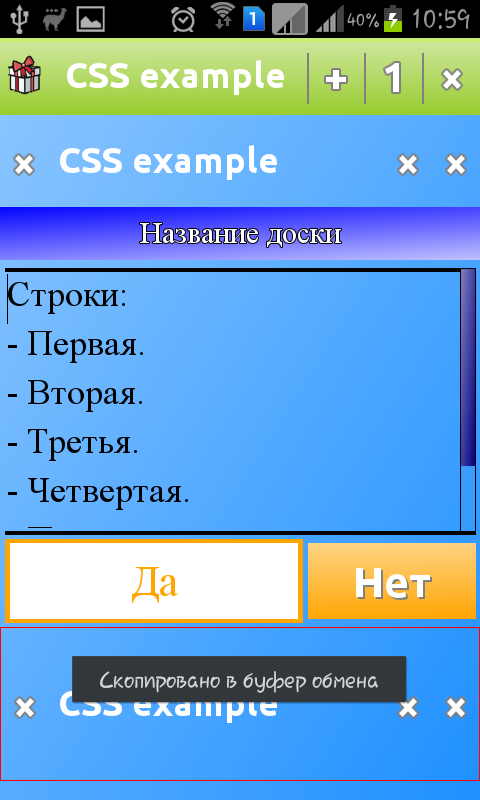 1 40% 10:59
CSS example + 1 ×
× CSS example × ×
Название доски
Строки:
- Первая.
- Вторая.
- Третья.
- Четвертая.
Да
Нет
Скопировано в буфер обмена
× CSS example × ×